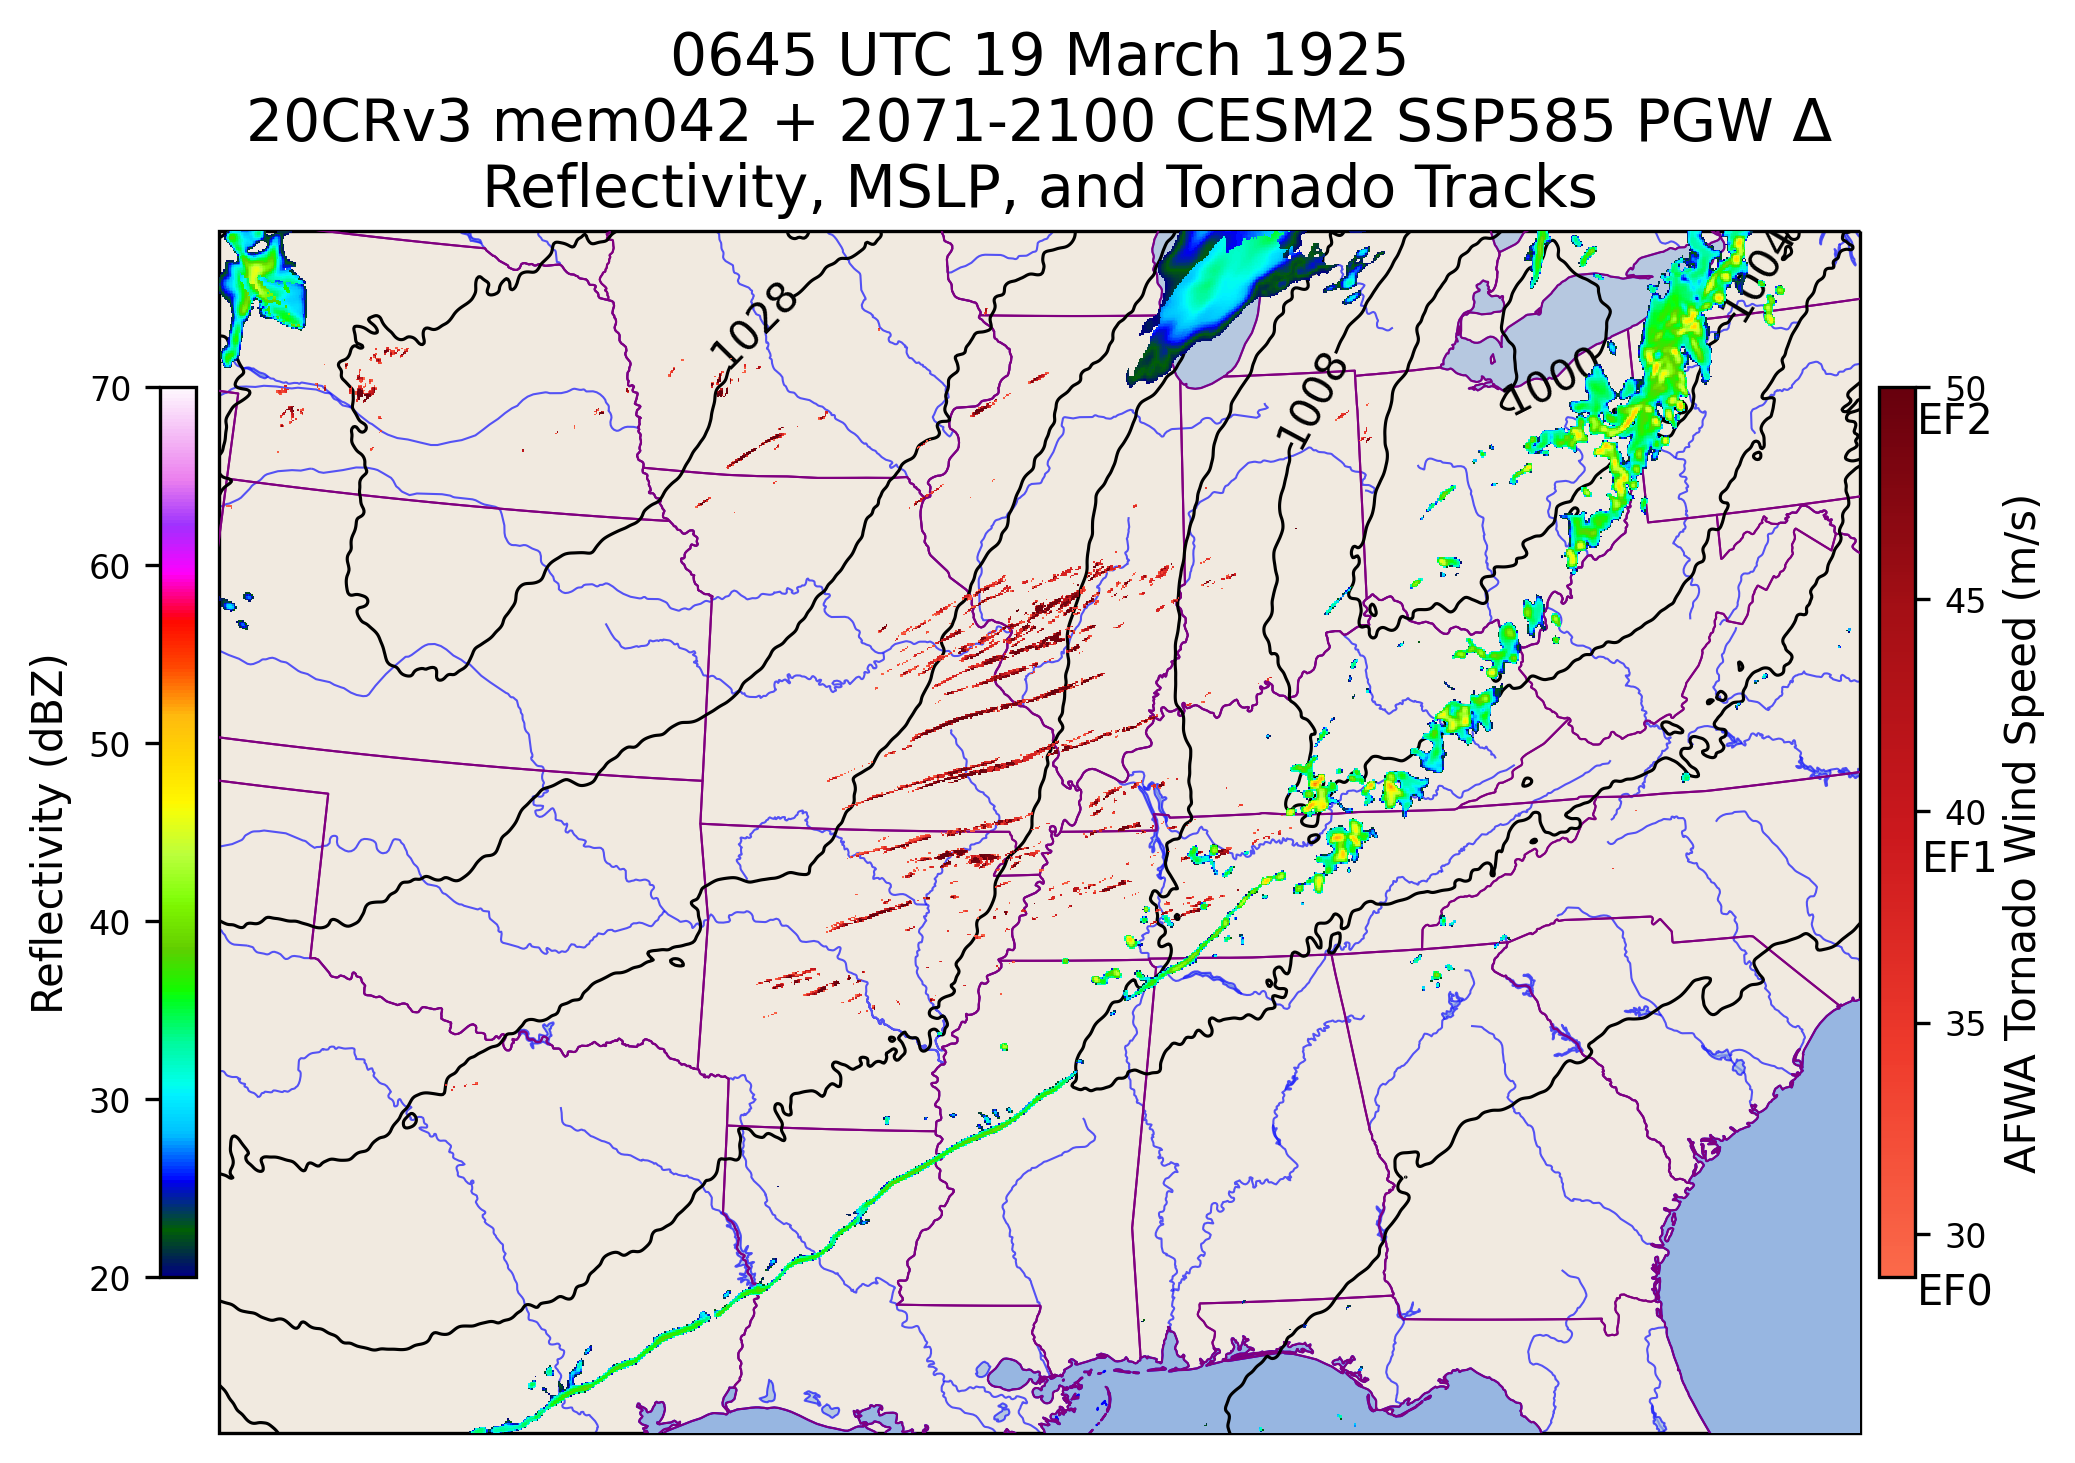 0645 UTC 19 March 1925
20CRv3 mem042 + 2071-2100 CESM2 SSP585 PGW Δ
Reflectivity, MSLP, and Tornado Tracks
Reflectivity (dBZ)
70
60
50
40
30
20
1028
1008
1000
1004
50
EF2
45
40
EF1
35
30
EF0
AFWA Tornado Wind Speed (m/s)